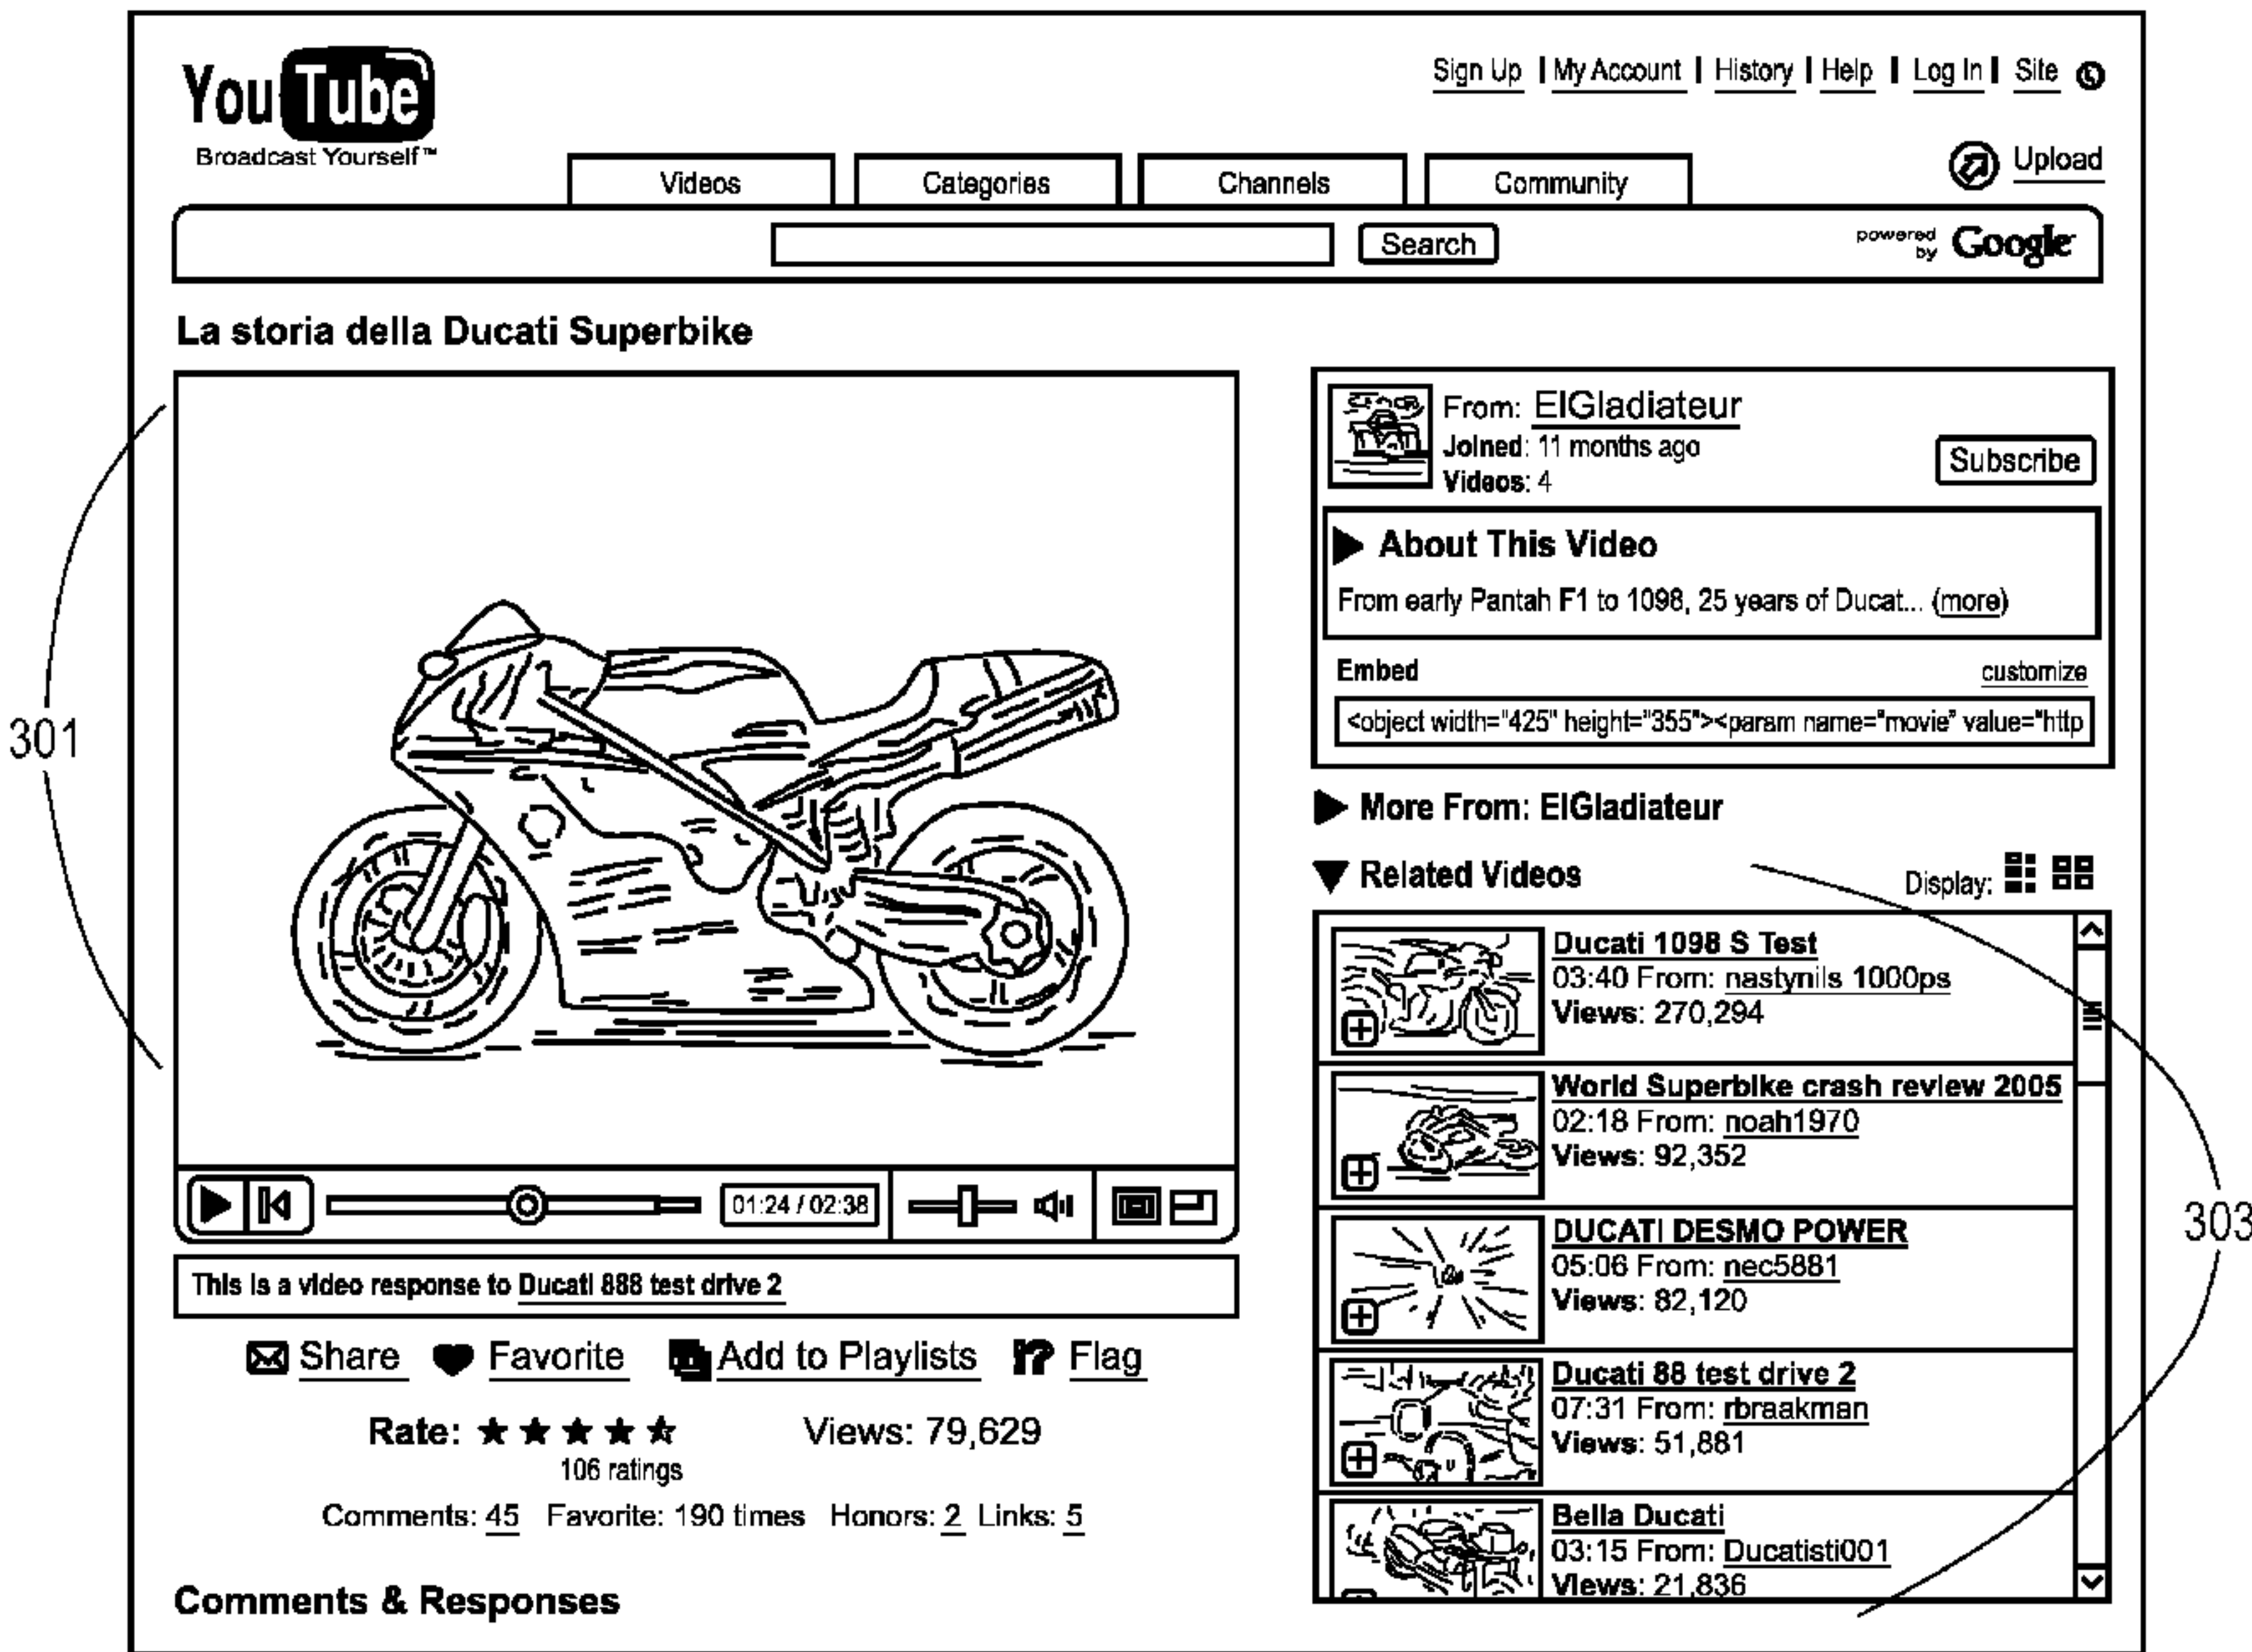 YouTube
Broadcast Yourself™
Sign Up | My Account | History | Help | Log In | Site
Upload
Videos
Categories
Channels
Community
Search
powered by Google
La storia della Ducati Superbike
From: ElGladiateur
Joined: 11 months ago
Videos: 4
Subscribe
About This Video
From early Pantah F1 to 1098, 25 years of Ducat... (more)
Embed
customize
<object width="425" height="355"><param name="movie" value="http
More From: ElGladiateur
Related Videos
Display:
Ducati 1098 S Test
03:40 From: nastynils 1000ps
Views: 270,294
World Superbike crash review 2005
02:18 From: noah1970
Views: 92,352
DUCATI DESMO POWER
05:06 From: nec5881
Views: 82,120
Ducati 88 test drive 2
07:31 From: rbraakman
Views: 51,881
Bella Ducati
03:15 From: Ducatisti001
Views: 21,836
301
303
01:24 / 02:38
This is a video response to Ducati 888 test drive 2
Share
Favorite
Add to Playlists
Flag
Rate:
Views: 79,629
106 ratings
Comments: 45 Favorite: 190 times Honors: 2 Links: 5
Comments & Responses